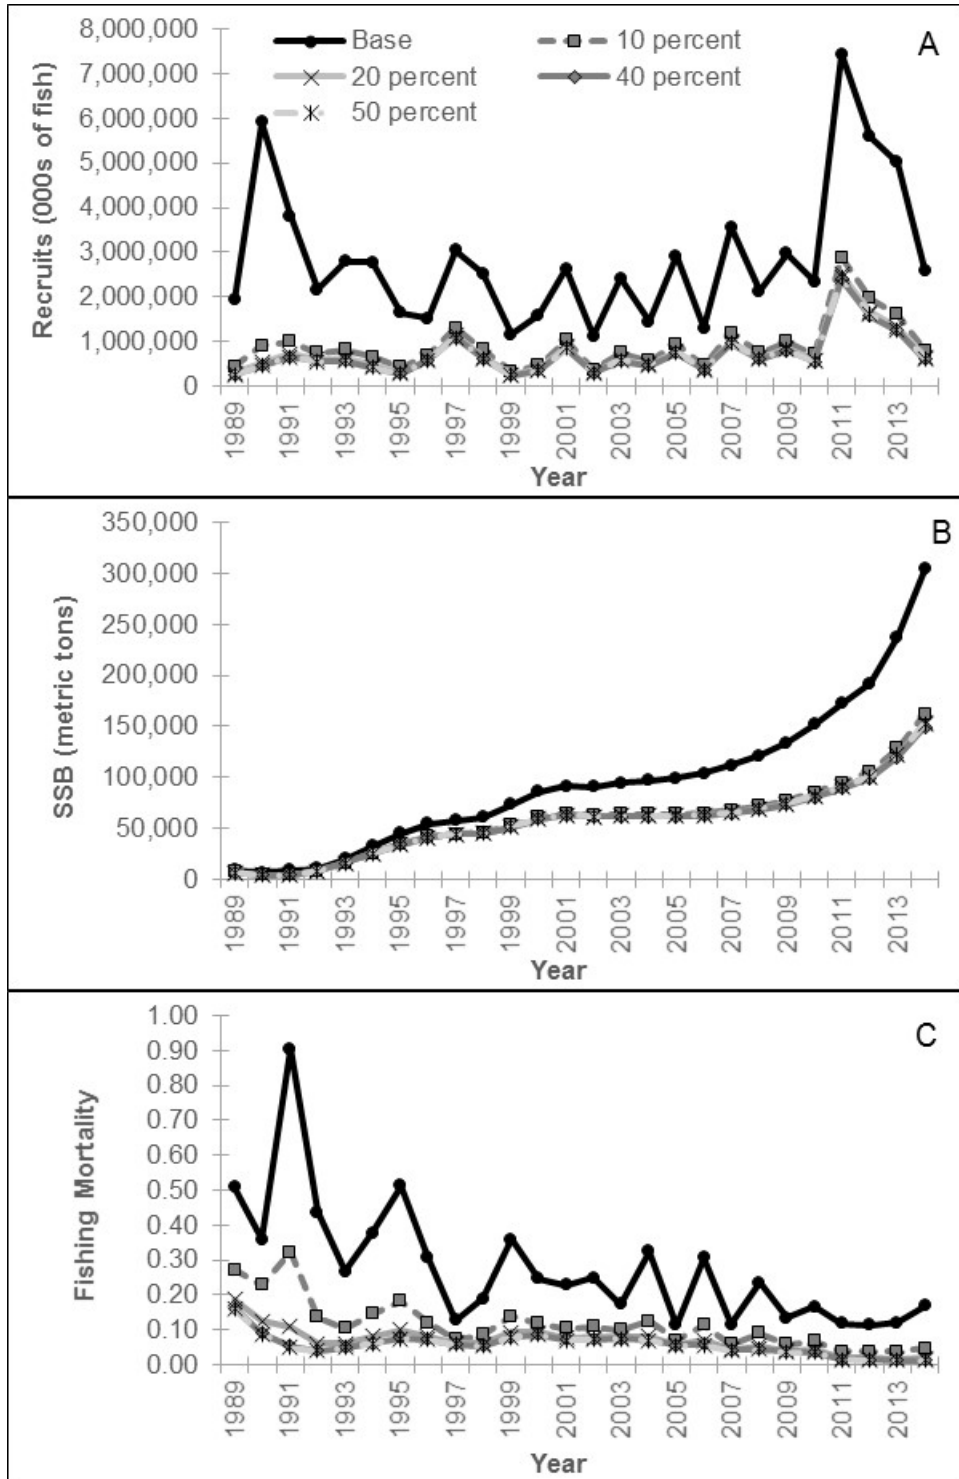 A
Base
10 percent
20 percent
40 percent
50 percent
Recruits (000s of fish)
8,000,000
7,000,000
6,000,000
5,000,000
4,000,000
3,000,000
2,000,000
1,000,000
0
1989 1991 1993 1995 1997 1999 2001 2003 2005 2007 2009 2011 2013
Year
B
SSB (metric tons)
350,000
300,000
250,000
200,000
150,000
100,000
50,000
0
1989 1991 1993 1995 1997 1999 2001 2003 2005 2007 2009 2011 2013
Year
C
Fishing Mortality
1.00
0.90
0.80
0.70
0.60
0.50
0.40
0.30
0.20
0.10
0.00
1989 1991 1993 1995 1997 1999 2001 2003 2005 2007 2009 2011 2013
Year